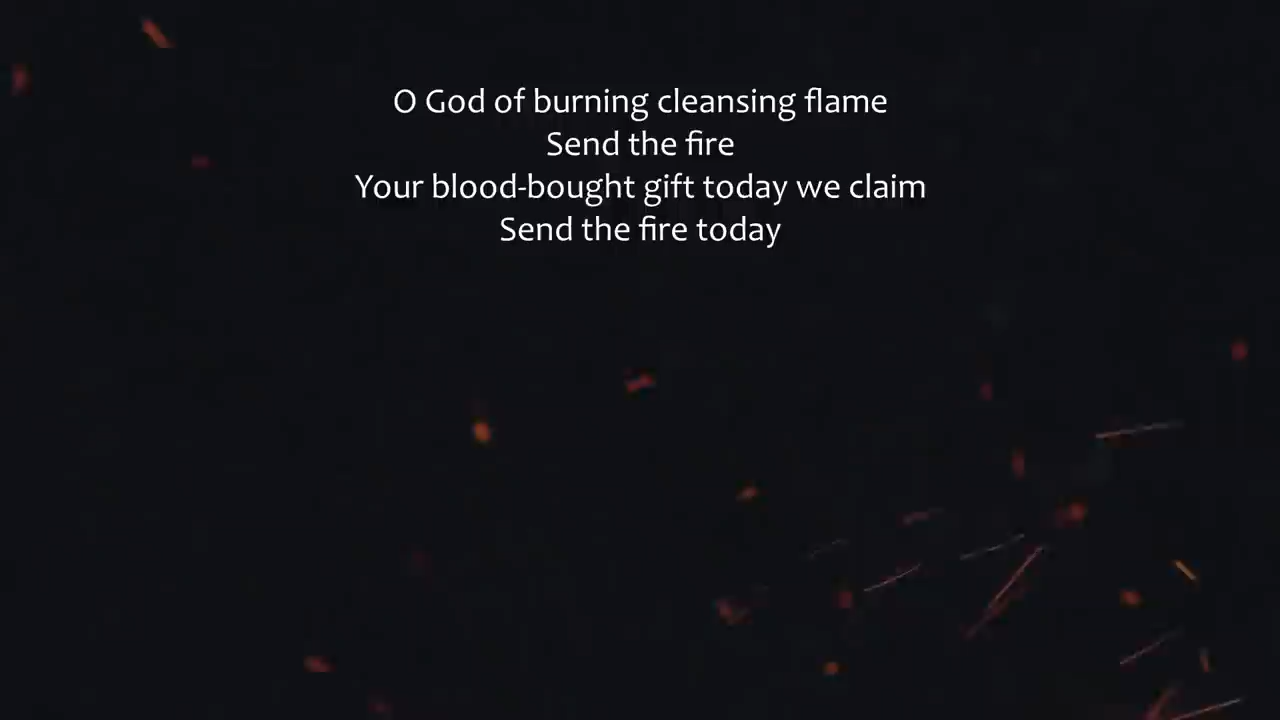 O God of burning cleansing flame
Send the fire
Your blood-bought gift today we claim
Send the fire today